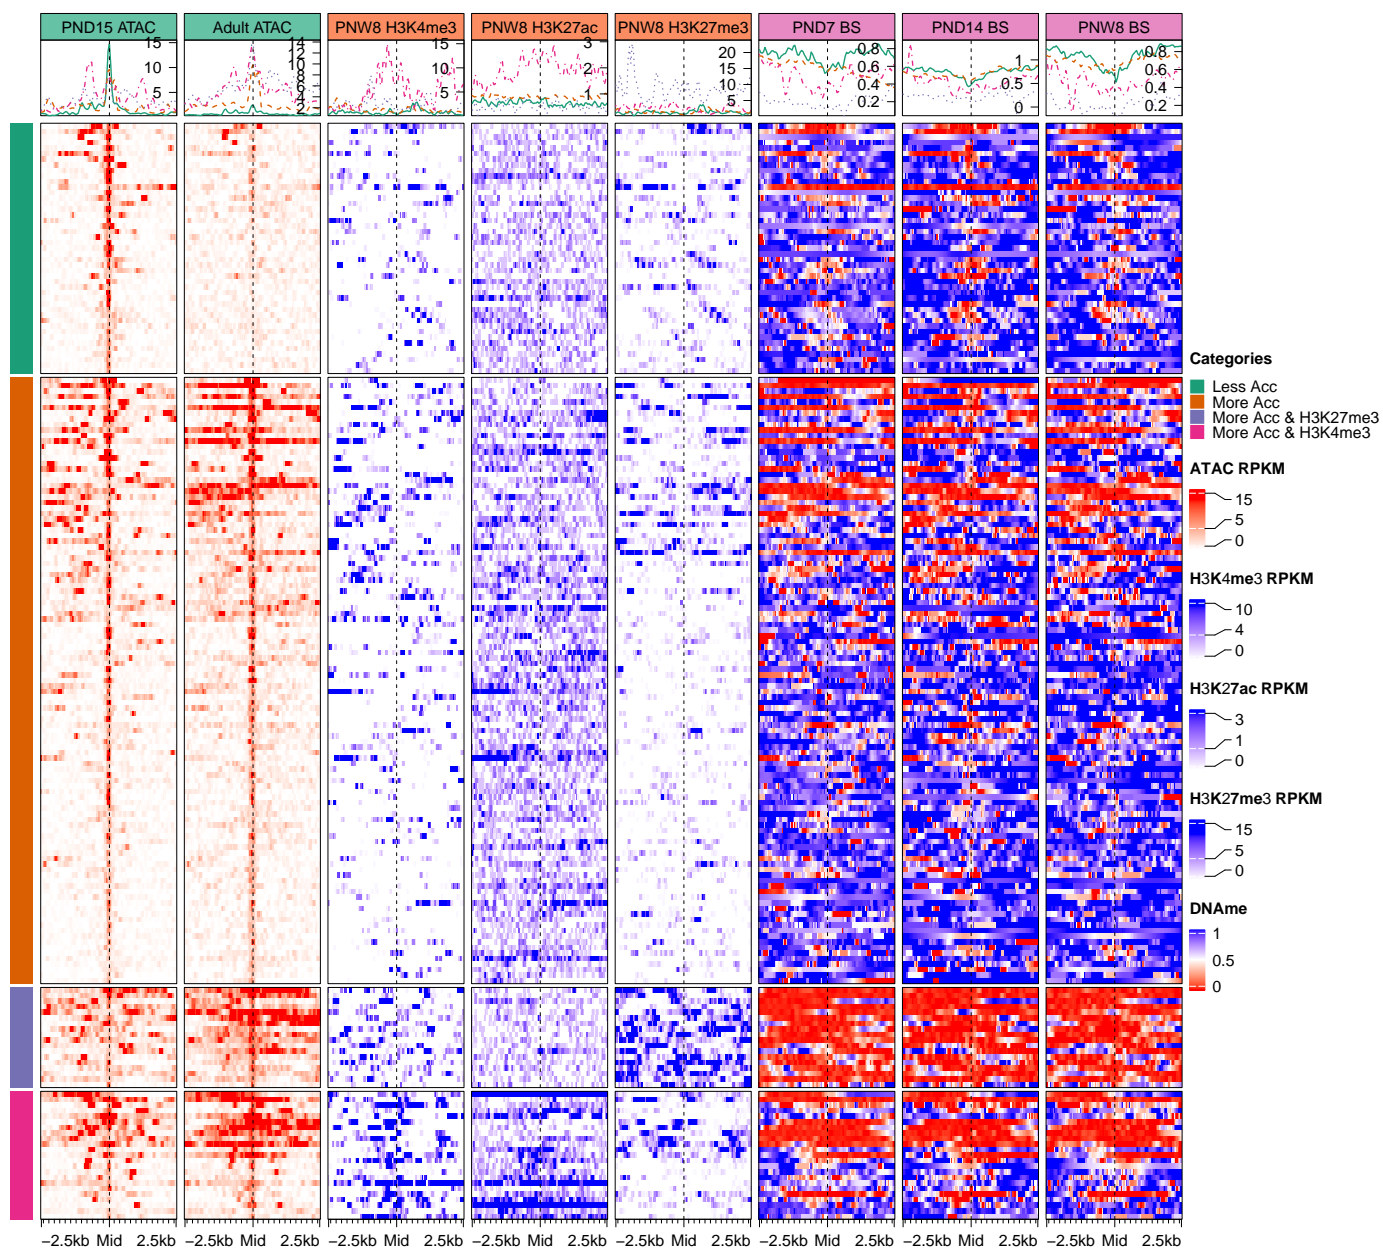 PND15 ATAC
Adult ATAC
PNW8 H3K4me3
PNW8 H3K27ac
PNW8 H3K27me3
PND7 BS
PND14 BS
PNW8 BS
15
10
5
14
12
10
8
6
4
2
15
10
5
3
2
1
20
15
10
5
0.8
0.6
0.4
0.2
1
0.5
0
0.8
0.6
0.4
0.2
Categories
Less Acc
More Acc
More Acc & H3K27me3
More Acc & H3K4me3
ATAC RPKM
15
5
0
H3K4me3 RPKM
10
4
0
H3K27ac RPKM
3
1
0
H3K27me3 RPKM
15
5
0
DNAme
1
0.5
0
−2.5kb Mid 2.5kb
−2.5kb Mid 2.5kb
−2.5kb Mid 2.5kb
−2.5kb Mid 2.5kb
−2.5kb Mid 2.5kb
−2.5kb Mid 2.5kb
−2.5kb Mid 2.5kb
−2.5kb Mid 2.5kb